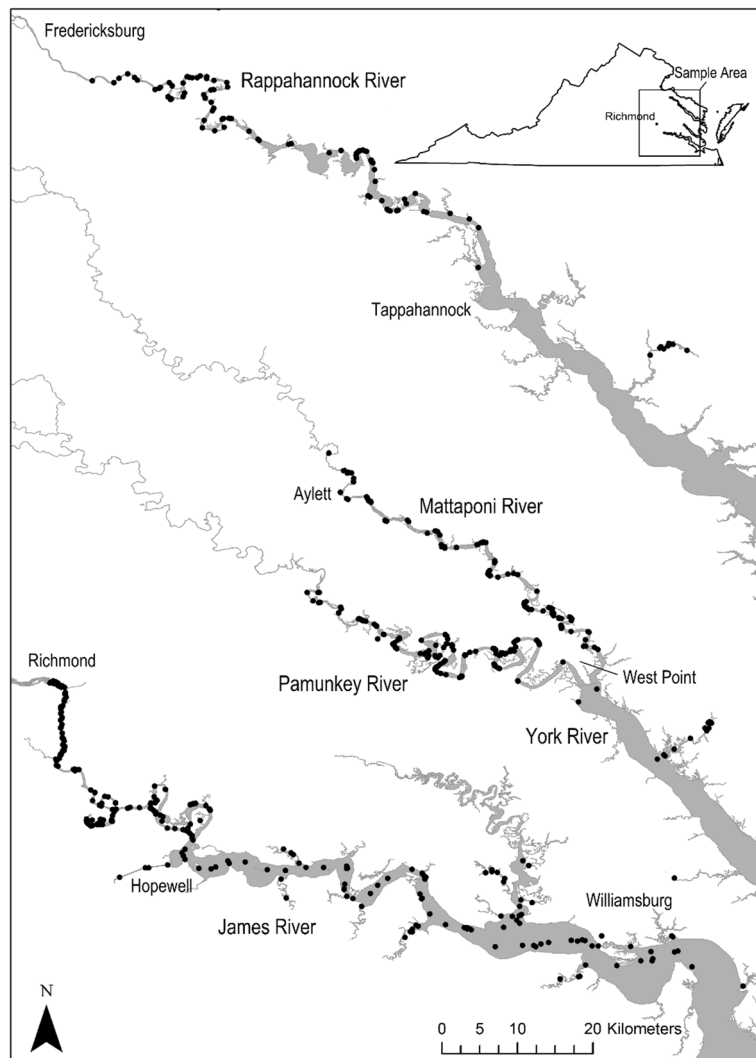 Fredericksburg
Rappahannock River
Sample Area
Richmond
Tappahannock
Aylett
Mattaponi River
Richmond
Pamunkey River
West Point
York River
Hopewell
James River
Williamsburg
N
0 5 10 20 Kilometers